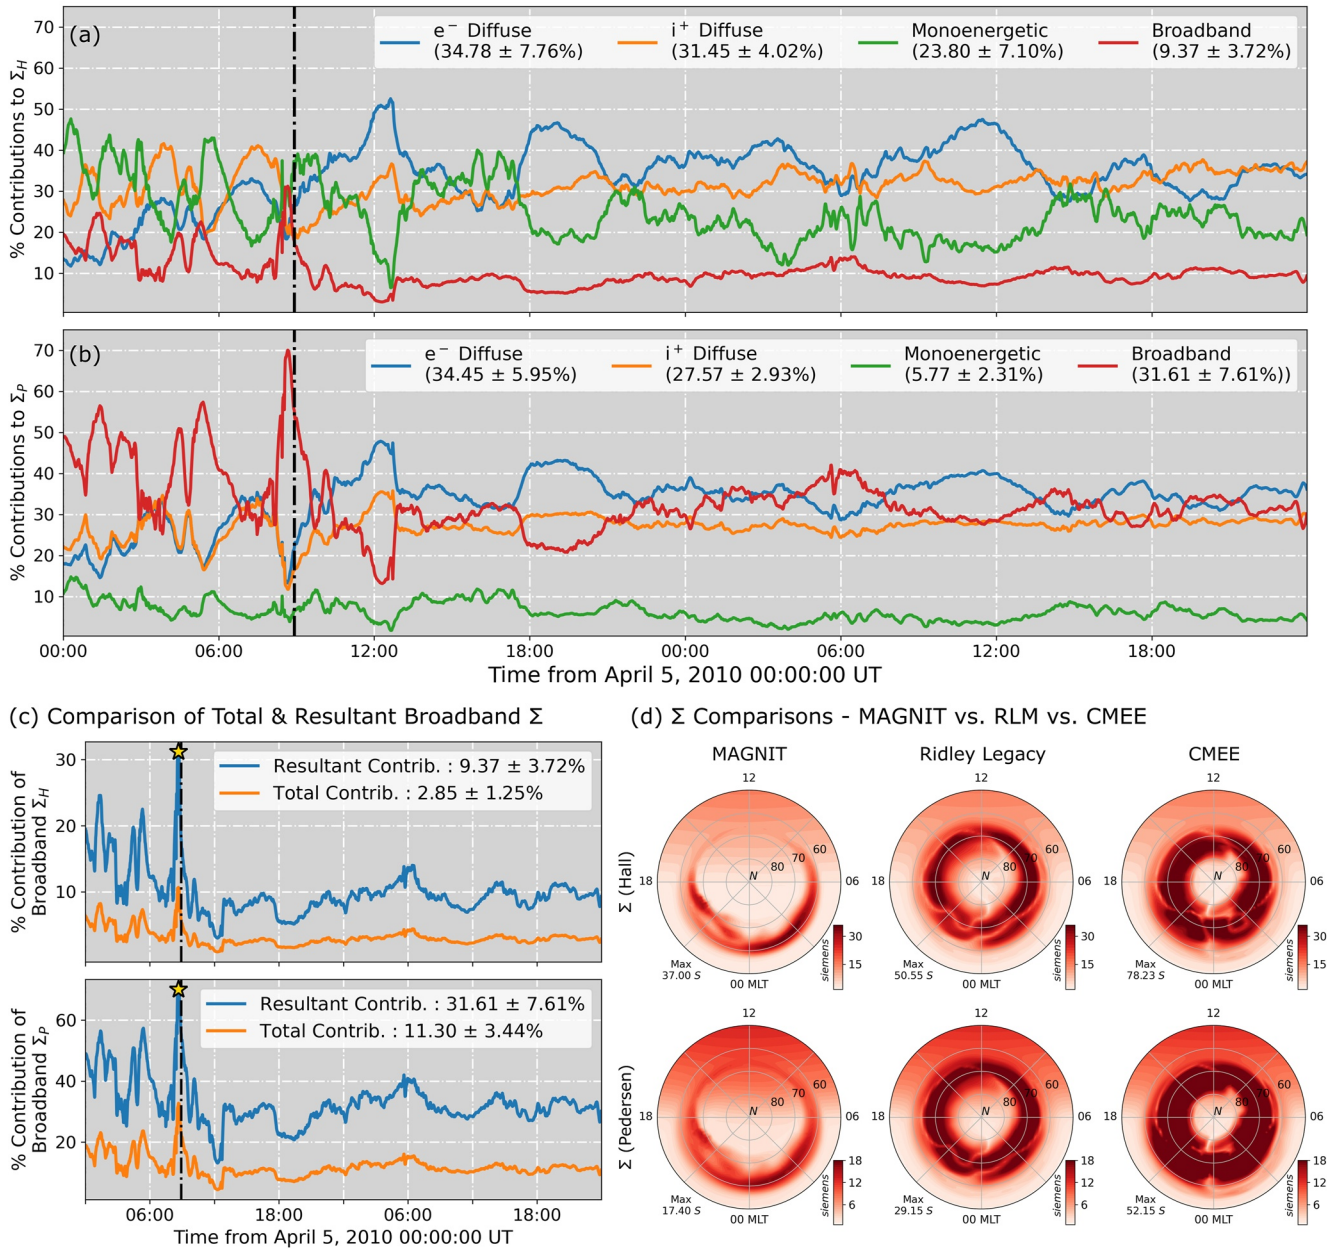 (a)
e⁻ Diffuse
(34.78 ± 7.76%)
i⁺ Diffuse
(31.45 ± 4.02%)
Monoenergetic
(23.80 ± 7.10%)
Broadband
(9.37 ± 3.72%)
% Contributions to Σ_H
70
60
50
40
30
20
10
(b)
e⁻ Diffuse
(34.45 ± 5.95%)
i⁺ Diffuse
(27.57 ± 2.93%)
Monoenergetic
(5.77 ± 2.31%)
Broadband
(31.61 ± 7.61%))
% Contributions to Σ_P
70
60
50
40
30
20
10
00:00 06:00 12:00 18:00 00:00 06:00 12:00 18:00
Time from April 5, 2010 00:00:00 UT
(c) Comparison of Total & Resultant Broadband Σ
Resultant Contrib. : 9.37 ± 3.72%
Total Contrib. : 2.85 ± 1.25%
% Contribution of
Broadband Σ_H
30
20
10
Resultant Contrib. : 31.61 ± 7.61%
Total Contrib. : 11.30 ± 3.44%
% Contribution of
Broadband Σ_P
60
40
20
06:00 18:00 06:00 18:00
Time from April 5, 2010 00:00:00 UT
(d) Σ Comparisons - MAGNIT vs. RLM vs. CMEE
MAGNIT Ridley Legacy CMEE
Σ (Hall)
12
18
06
N
80
70
60
00 MLT
Max
37.00 S
30
15
siemens
12
18
06
N
80
70
60
00 MLT
Max
50.55 S
30
15
siemens
12
18
06
N
80
70
60
00 MLT
Max
78.23 S
30
15
siemens
Σ (Pedersen)
12
18
06
N
80
70
60
00 MLT
Max
17.40 S
18
12
6
siemens
12
18
06
N
80
70
60
00 MLT
Max
29.15 S
18
12
6
siemens
12
18
06
N
80
70
60
00 MLT
Max
52.15 S
18
12
6
siemens